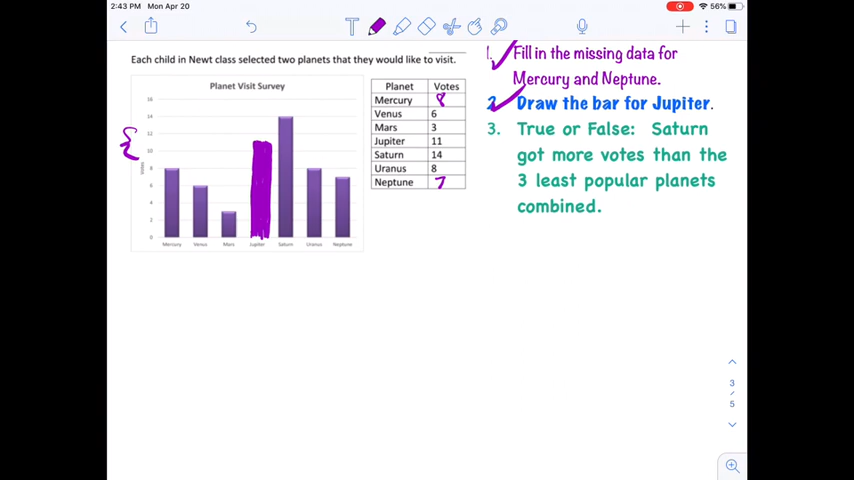 2:43 PM Mon Apr 20
56%
T
Each child in Newt class selected two planets that they would like to visit.
Planet Visit Survey
16
14
12
10
8
6
4
2
0
Votes
Mercury Venus Mars Jupiter Saturn Uranus Neptune
Planet Votes
Mercury 8
Venus 6
Mars 3
Jupiter 11
Saturn 14
Uranus 8
Neptune 7
1. Fill in the missing data for
Mercury and Neptune.
2. Draw the bar for Jupiter.
3. True or False: Saturn
got more votes than the
3 least popular planets
combined.
3
/
5